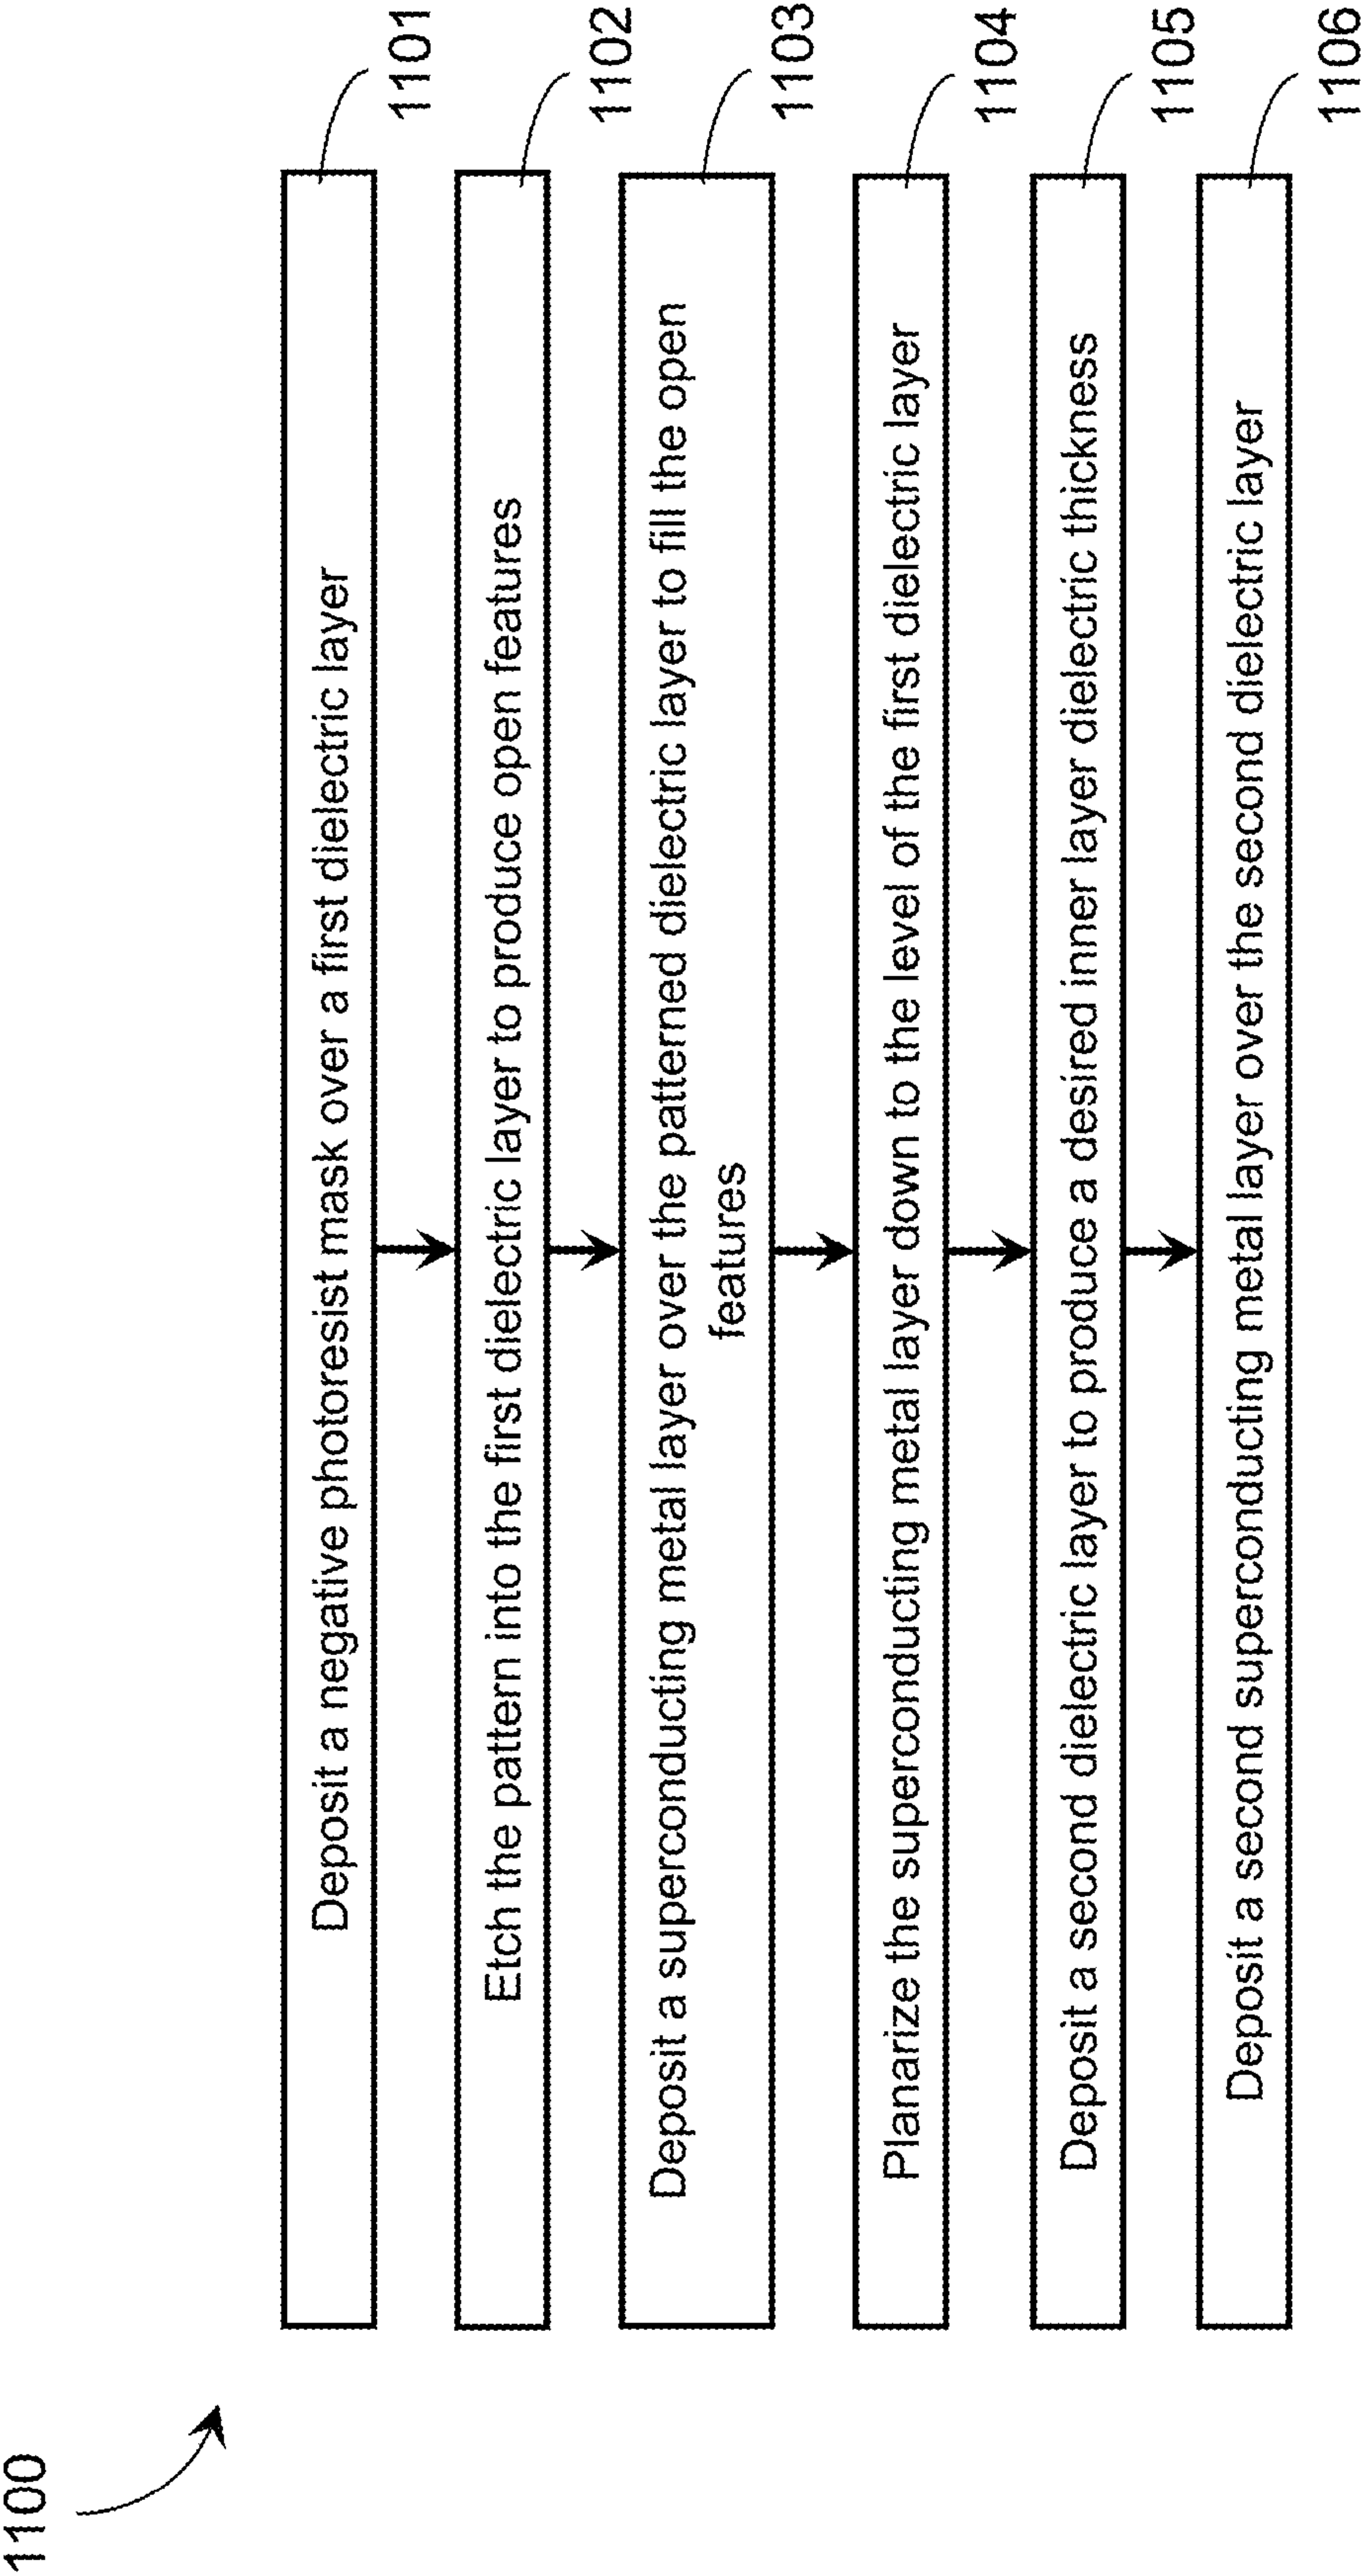 1100
Deposit a negative photoresist mask over a first dielectric layer
1101
Etch the pattern into the first dielectric layer to produce open features
1102
Deposit a superconducting metal layer over the patterned dielectric layer to fill the open
features
1103
Planarize the superconducting metal layer down to the level of the first dielectric layer
1104
Deposit a second dielectric layer to produce a desired inner layer dielectric thickness
1105
Deposit a second superconducting metal layer over the second dielectric layer
1106